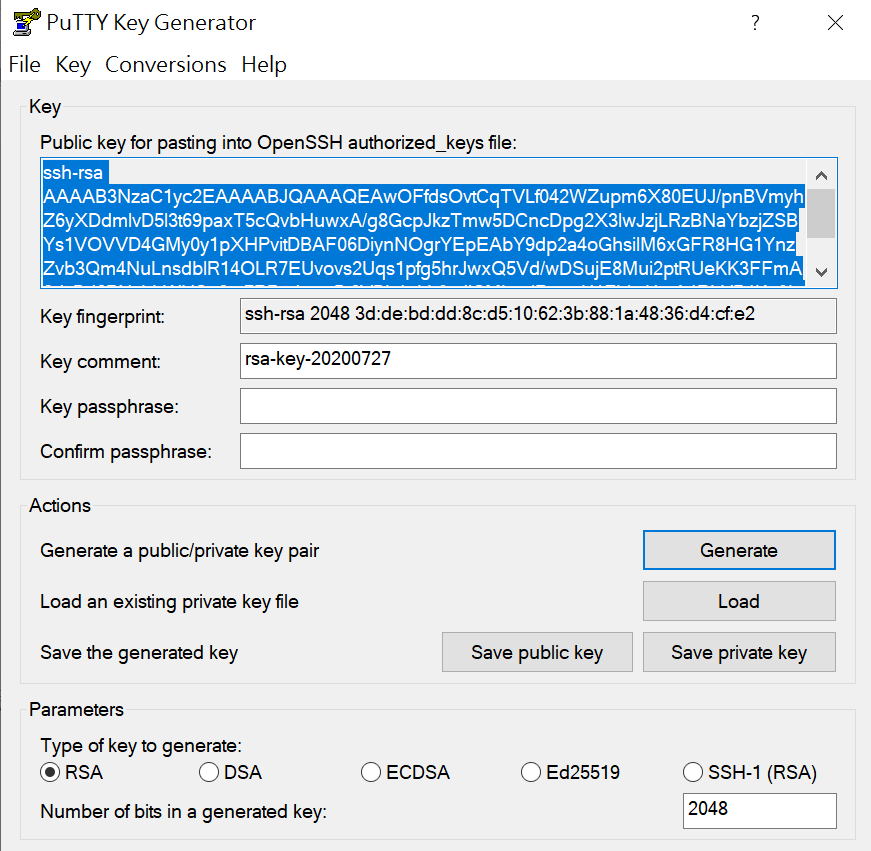 PuTTY Key Generator
?
File Key Conversions Help
Key
Public key for pasting into OpenSSH authorized_keys file:
ssh-rsa
AAAAB3NzaC1yc2EAAAABJQAAAQEAwOFfdsOvtCqTVLf042WZupm6X80EUJ/pnBVmyh
Z6yXDdmlvD5l3t69paxT5cQvbHuwxA/g8GcpJkzTmw5DCncDpg2X3lwJzjLRzBNaYbzjZSB
Ys1VOVVD4GMy0y1pXHPvitDBAF06DiynNOgrYEpEAbY9dp2a4oGhsilM6xGFR8HG1Ynz
Zvb3Qm4NuLnsdblR14OLR7EUvovs2Uqs1pfg5hrJwxQ5Vd/wDSujE8Mui2ptRUeKK3FFmA
Key fingerprint:
ssh-rsa 2048 3d:de:bd:dd:8c:d5:10:62:3b:88:1a:48:36:d4:cf:e2
Key comment:
rsa-key-20200727
Key passphrase:
Confirm passphrase:
Actions
Generate a public/private key pair
Generate
Load an existing private key file
Load
Save the generated key
Save public key
Save private key
Parameters
Type of key to generate:
RSA DSA ECDSA Ed25519 SSH-1 (RSA)
Number of bits in a generated key:
2048